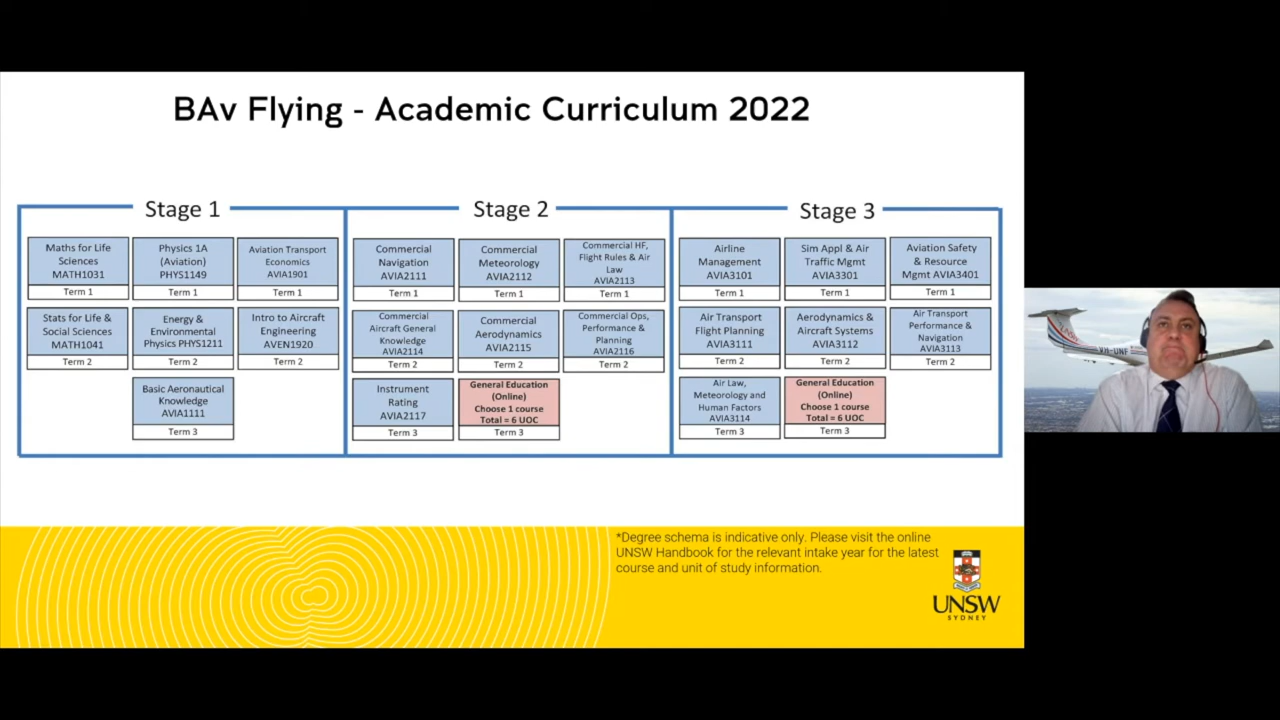 BAv Flying - Academic Curriculum 2022
Stage 1
Maths for Life
Sciences
MATH1031
Term 1
Physics 1A
(Aviation)
PHYS1149
Term 1
Aviation Transport
Economics
AVIA1901
Term 1
Stats for Life &
Social Sciences
MATH1041
Term 2
Energy &
Environmental
Physics PHYS1211
Term 2
Intro to Aircraft
Engineering
AVEN1920
Term 2
Basic Aeronautical
Knowledge
AVIA1111
Term 3
Stage 2
Commercial
Navigation
AVIA2111
Term 1
Commercial
Meteorology
AVIA2112
Term 1
Commercial HF,
Flight Rules & Air
Law
AVIA2113
Term 1
Commercial
Aircraft General
Knowledge
AVIA2114
Term 2
Commercial
Aerodynamics
AVIA2115
Term 2
Commercial Ops,
Performance &
Planning
AVIA2116
Term 2
Instrument
Rating
AVIA2117
Term 3
General Education
(Online)
Choose 1 course
Total = 6 UOC
Term 3
Stage 3
Airline
Management
AVIA3101
Term 1
Sim Appl & Air
Traffic Mgmt
AVIA3301
Term 1
Aviation Safety
& Resource
Mgmt AVIA3401
Term 1
Air Transport
Flight Planning
AVIA3111
Term 2
Aerodynamics &
Aircraft Systems
AVIA3112
Term 2
Air Transport
Performance &
Navigation
AVIA3113
Term 2
Air Law,
Meteorology and
Human Factors
AVIA3114
Term 3
General Education
(Online)
Choose 1 course
Total = 6 UOC
Term 3
*Degree schema is indicative only. Please visit the online
UNSW Handbook for the relevant intake year for the latest
course and unit of study information.
UNSW
SYDNEY
VH-UNF